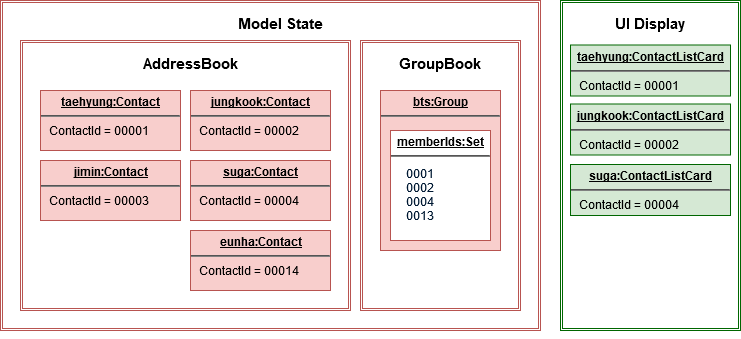 Model State
AddressBook
taehyung:Contact
ContactId = 00001
jungkook:Contact
ContactId = 00002
jimin:Contact
ContactId = 00003
suga:Contact
ContactId = 00004
eunha:Contact
ContactId = 00014
GroupBook
bts:Group
memberIds:Set
0001
0002
0004
0013
UI Display
taehyung:ContactListCard
ContactId = 00001
jungkook:ContactListCard
ContactId = 00002
suga:ContactListCard
ContactId = 00004